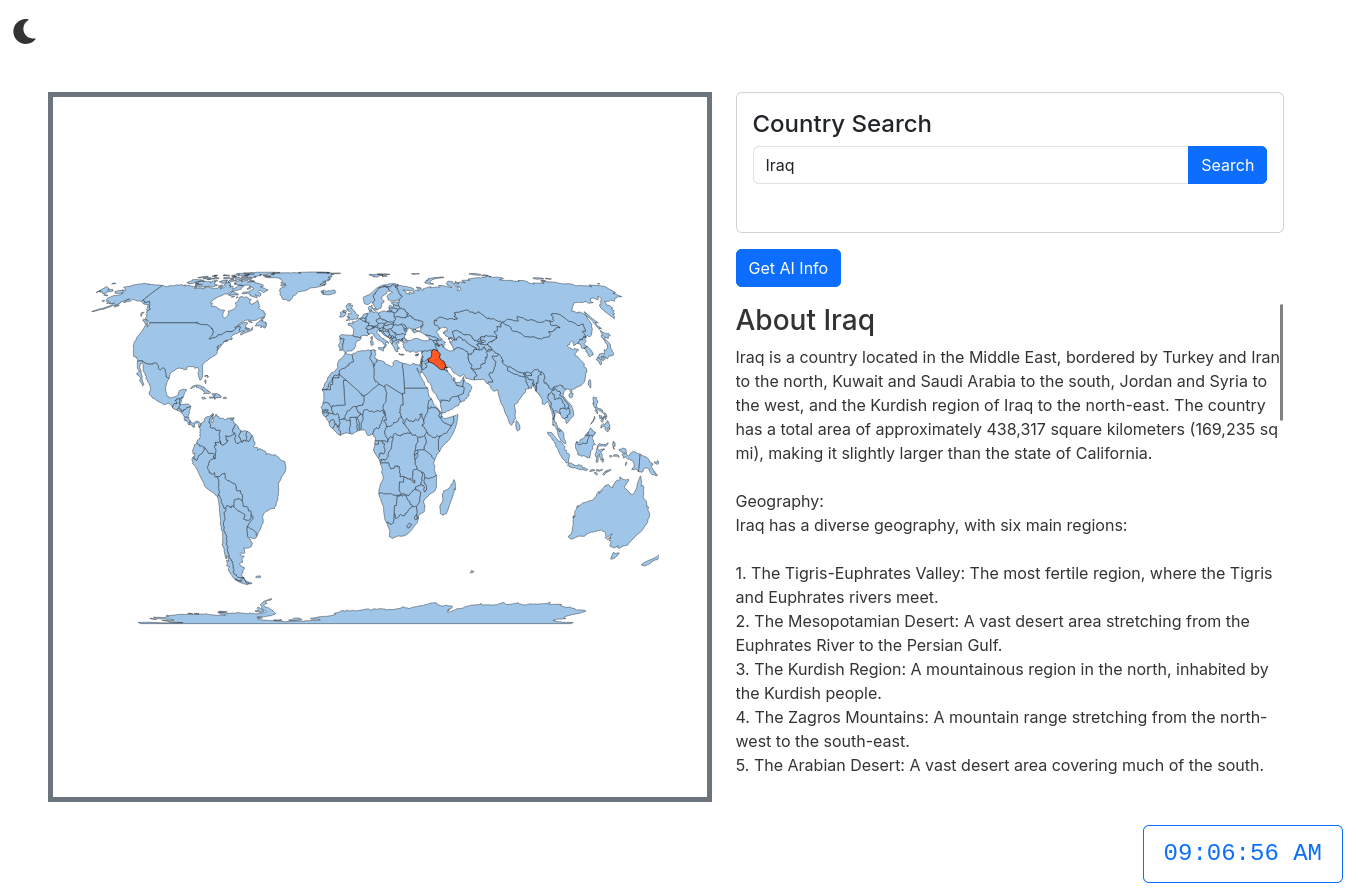 Country Search
Iraq
Search
Get AI Info
About Iraq
Iraq is a country located in the Middle East, bordered by Turkey and Iran
to the north, Kuwait and Saudi Arabia to the south, Jordan and Syria to
the west, and the Kurdish region of Iraq to the north-east. The country
has a total area of approximately 438,317 square kilometers (169,235 sq
mi), making it slightly larger than the state of California.
Geography:
Iraq has a diverse geography, with six main regions:
1. The Tigris-Euphrates Valley: The most fertile region, where the Tigris
and Euphrates rivers meet.
2. The Mesopotamian Desert: A vast desert area stretching from the
Euphrates River to the Persian Gulf.
3. The Kurdish Region: A mountainous region in the north, inhabited by
the Kurdish people.
4. The Zagros Mountains: A mountain range stretching from the north-
west to the south-east.
5. The Arabian Desert: A vast desert area covering much of the south.
09:06:56 AM